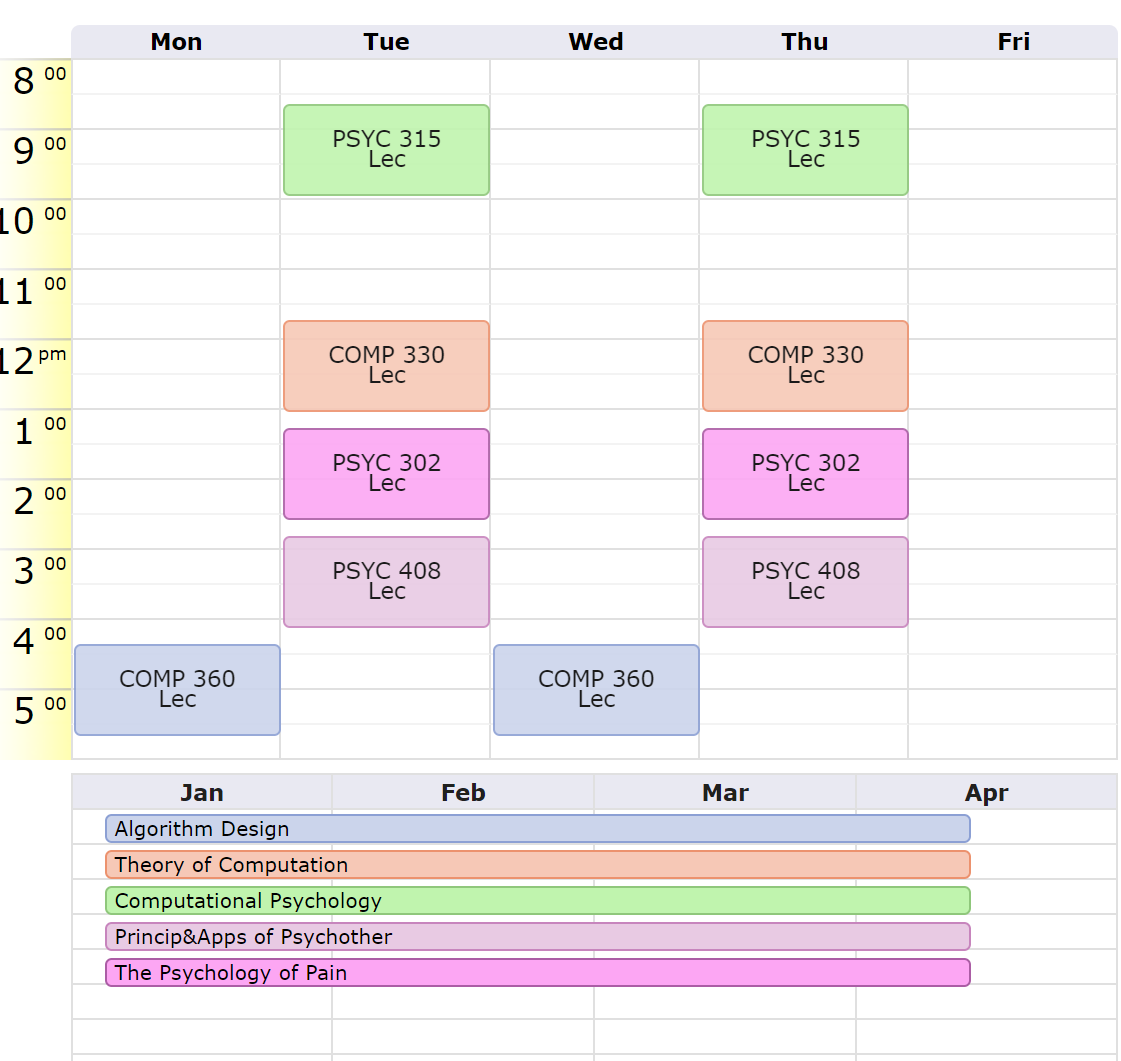 Mon Tue Wed Thu Fri
8 00
PSYC 315 PSYC 315
Lec Lec
9 00
10 00
11 00
12 pm
COMP 330 COMP 330
Lec Lec
1 00
PSYC 302 PSYC 302
Lec Lec
2 00
3 00
PSYC 408 PSYC 408
Lec Lec
4 00
COMP 360 COMP 360
Lec Lec
5 00
Jan Feb Mar Apr
Algorithm Design
Theory of Computation
Computational Psychology
Princip&Apps of Psychother
The Psychology of Pain